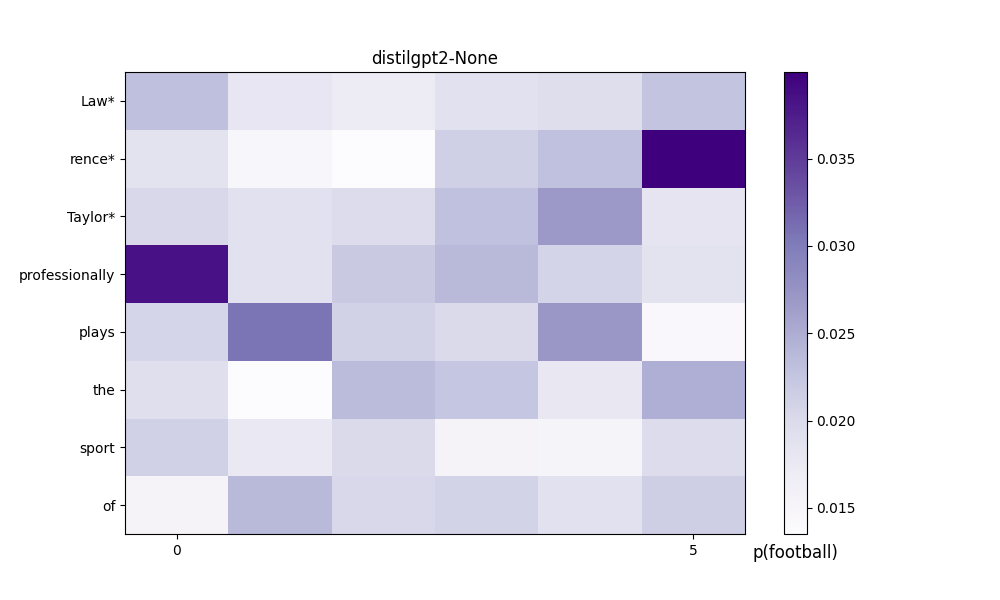 distilgpt2-None
Law*
rence*
Taylor*
professionally
plays
the
sport
of
0
5
0.035
0.030
0.025
0.020
0.015
p(football)